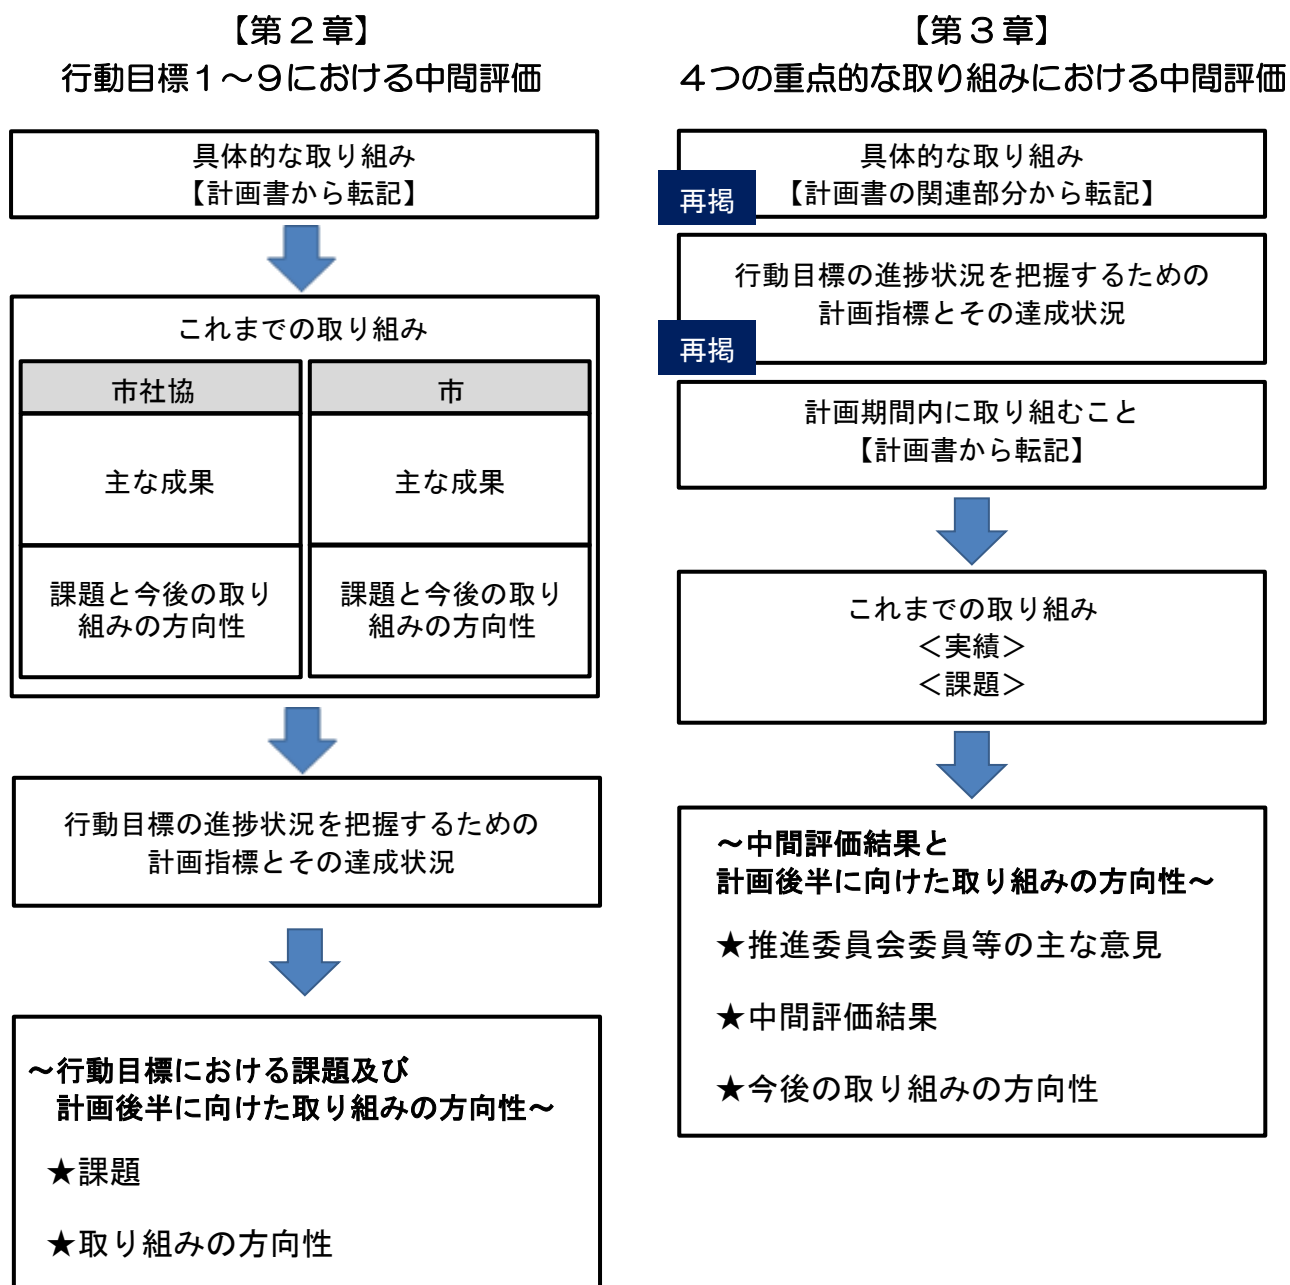 【第２章】
行動目標１～９における中間評価
具体的な取り組み
【計画書から転記】
これまでの取り組み
市社協
市
主な成果
主な成果
課題と今後の取り
組みの方向性
課題と今後の取り
組みの方向性
行動目標の進捗状況を把握するための
計画指標とその達成状況
～行動目標における課題及び
計画後半に向けた取り組みの方向性～
★課題
★取り組みの方向性
【第３章】
４つの重点的な取り組みにおける中間評価
具体的な取り組み
【計画書の関連部分から転記】
再掲
行動目標の進捗状況を把握するための
計画指標とその達成状況
再掲
計画期間内に取り組むこと
【計画書から転記】
これまでの取り組み
＜実績＞
＜課題＞
～中間評価結果と
計画後半に向けた取り組みの方向性～
★推進委員会委員等の主な意見
★中間評価結果
★今後の取り組みの方向性